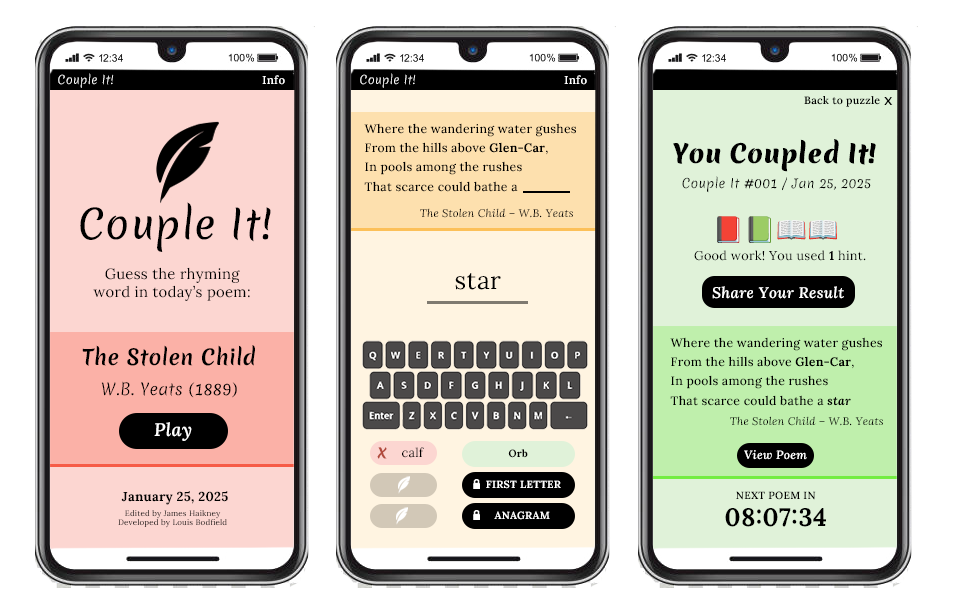 12:34
100%
Couple It!
Info
Couple It!
Guess the rhyming
word in today's poem:
The Stolen Child
W.B. Yeats (1889)
Play
January 25, 2025
Edited by James Haikney
Developed by Louis Bodfield
12:34
100%
Couple It!
Info
Where the wandering water gushes
From the hills above Glen-Car,
In pools among the rushes
That scarce could bathe a ______
The Stolen Child – W.B. Yeats
star
Q W E R T Y U I O P
A S D F G H J K L
Enter Z X C V B N M ←
✗ calf
Orb
FIRST LETTER
ANAGRAM
12:34
100%
Back to puzzle X
You Coupled It!
Couple It #001 / Jan 25, 2025
Good work! You used 1 hint.
Share Your Result
Where the wandering water gushes
From the hills above Glen-Car,
In pools among the rushes
That scarce could bathe a star
The Stolen Child – W.B. Yeats
View Poem
NEXT POEM IN
08:07:34